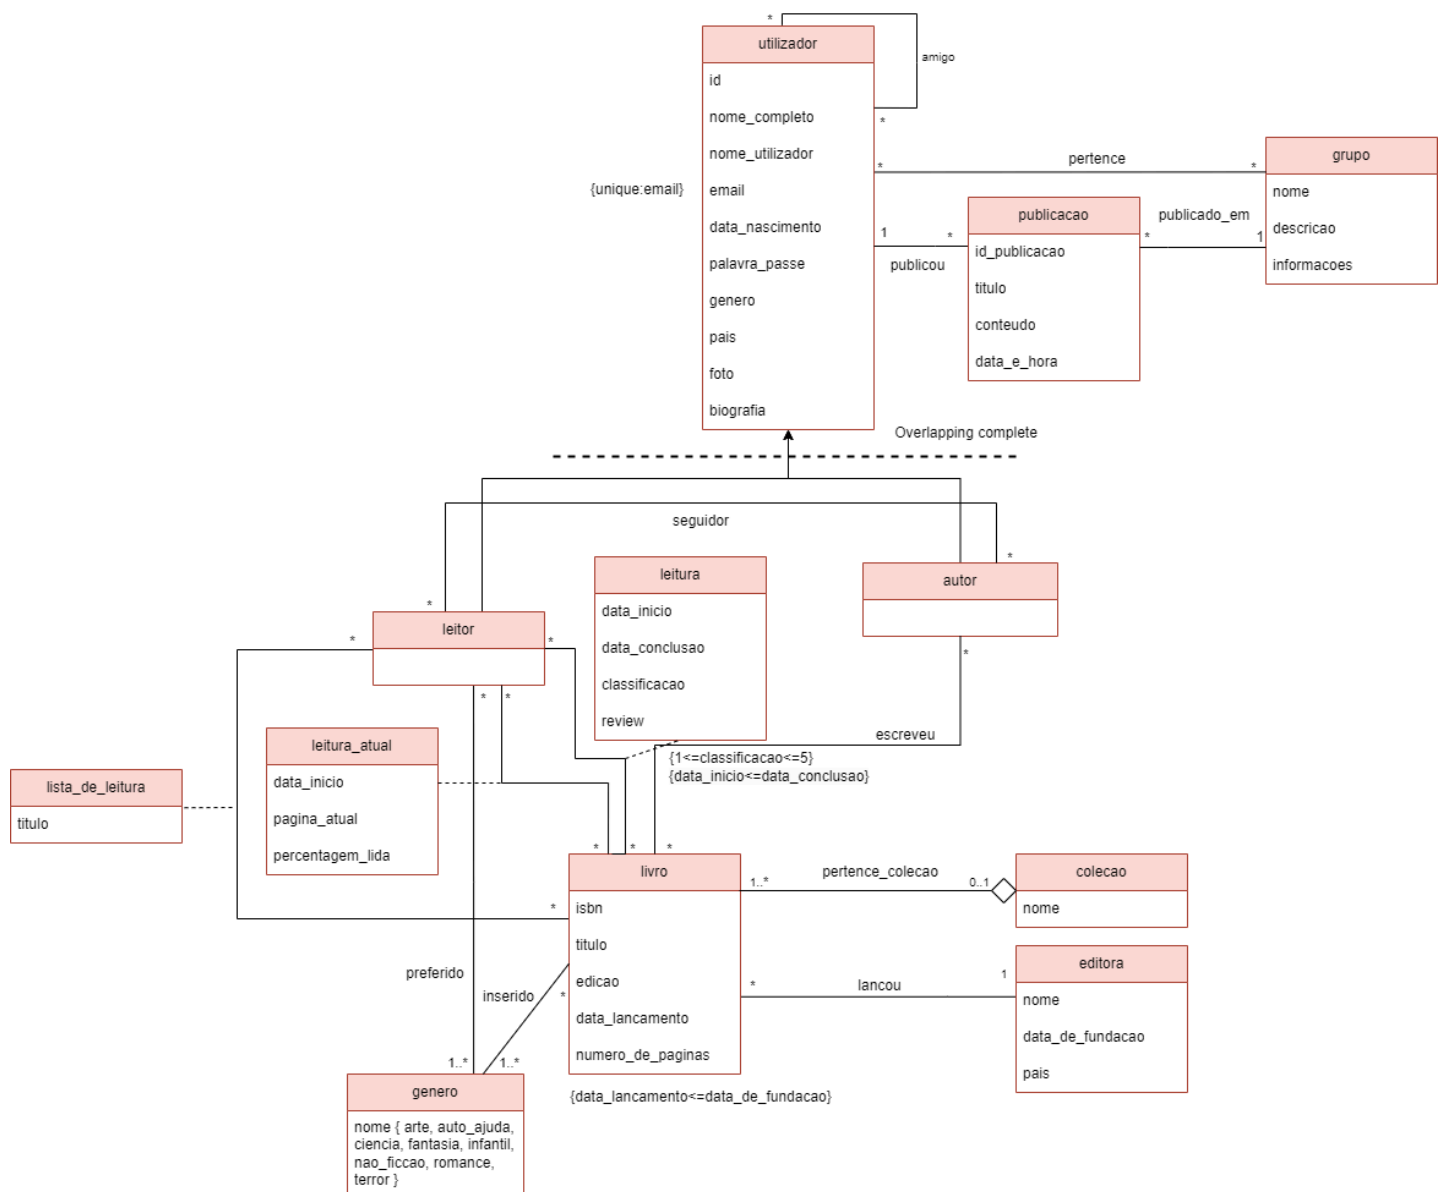 *
utilizador
amigo
id
nome_completo
*
nome_utilizador
{unique:email}
email
data_nascimento
palavra_passe
genero
pais
foto
biografia
*
pertence
*
grupo
nome
descricao
informacoes
1
*
publicou
publicacao
id_publicacao
titulo
conteudo
data_e_hora
publicado_em
*
1
Overlapping complete
seguidor
*
*
leitura
data_inicio
data_conclusao
classificacao
review
autor
*
leitor
*
*
*
*
escreveu
{1<=classificacao<=5}
{data_inicio<=data_conclusao}
leitura_atual
data_inicio
pagina_atual
percentagem_lida
lista_de_leitura
titulo
*
*
*
livro
isbn
titulo
edicao
data_lancamento
numero_de_paginas
{data_lancamento<=data_de_fundacao}
*
1..*
pertence_colecao
0..1
colecao
nome
*
lancou
1
editora
nome
data_de_fundacao
pais
preferido
inserido
*
1..*
1..*
genero
nome { arte, auto_ajuda,
ciencia, fantasia, infantil,
nao_ficcao, romance,
terror }